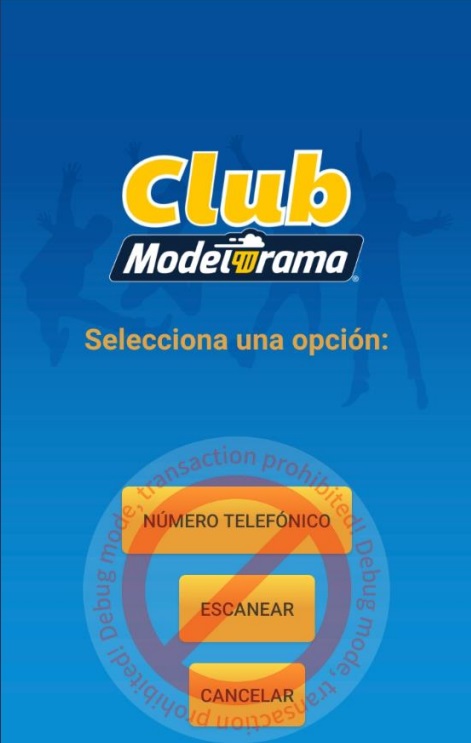 Club
Modelorama
Selecciona una opción:
NÚMERO TELEFÓNICO
ESCANEAR
CANCELAR
Debug mode, transaction prohibited! Debug mode, transaction prohibited!